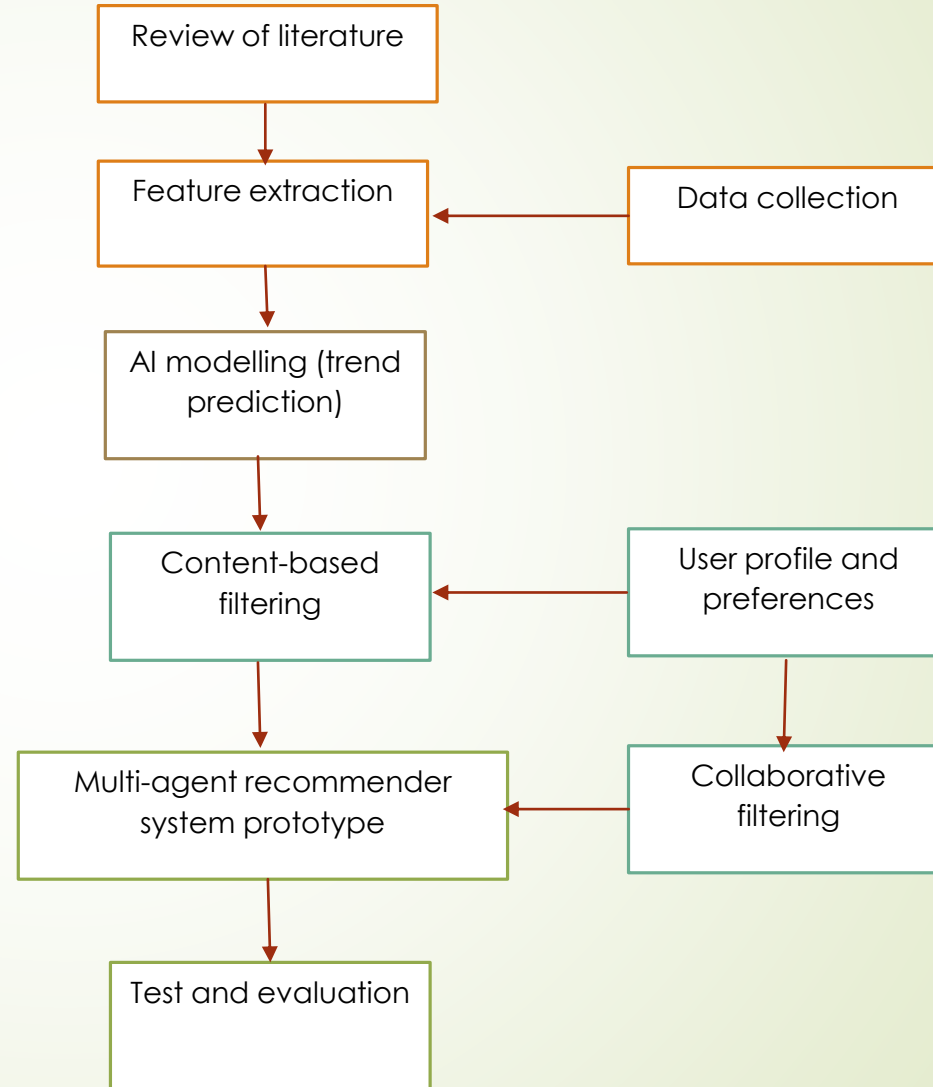 Review of literature
Feature extraction
Data collection
AI modelling (trend
prediction)
Content-based
filtering
User profile and
preferences
Multi-agent recommender
system prototype
Collaborative
filtering
Test and evaluation